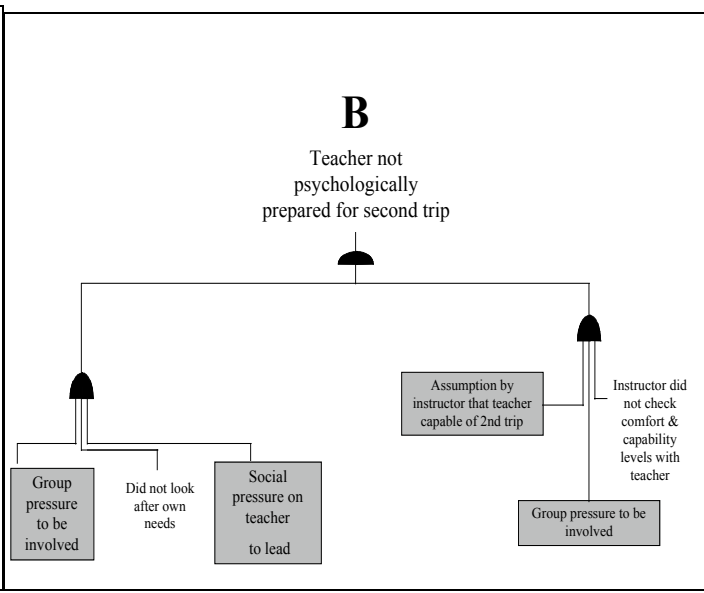 B
Teacher not
psychologically
prepared for second trip
Assumption by
instructor that teacher
capable of 2nd trip
Instructor did
not check
comfort &
capability
levels with
teacher
Group
pressure
to be
involved
Did not look
after own
needs
Social
pressure on
teacher
to lead
Group pressure to be
involved